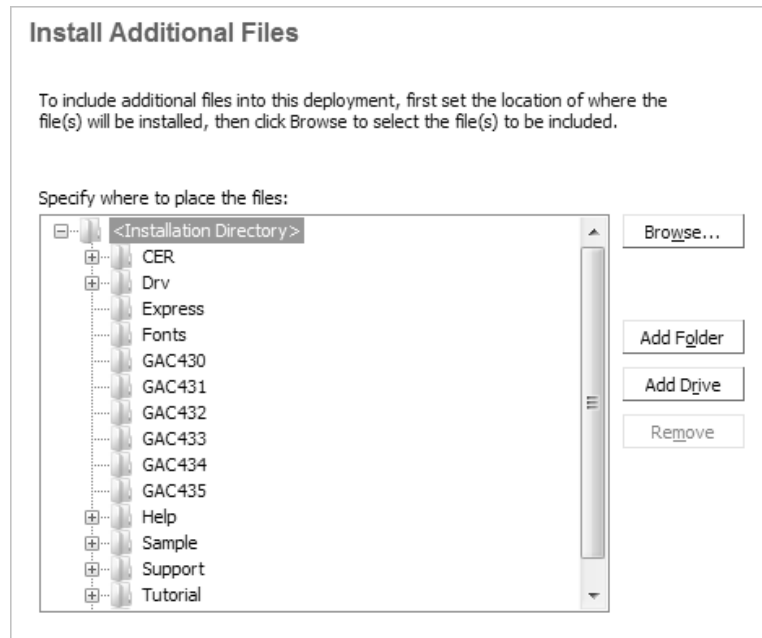 Install Additional Files
To include additional files into this deployment, first set the location of where the
file(s) will be installed, then click Browse to select the file(s) to be included.
Specify where to place the files:
<Installation Directory>
CER
Drv
Express
Fonts
GAC430
GAC431
GAC432
GAC433
GAC434
GAC435
Help
Sample
Support
Tutorial
Browse...
Add Folder
Add Drive
Remove